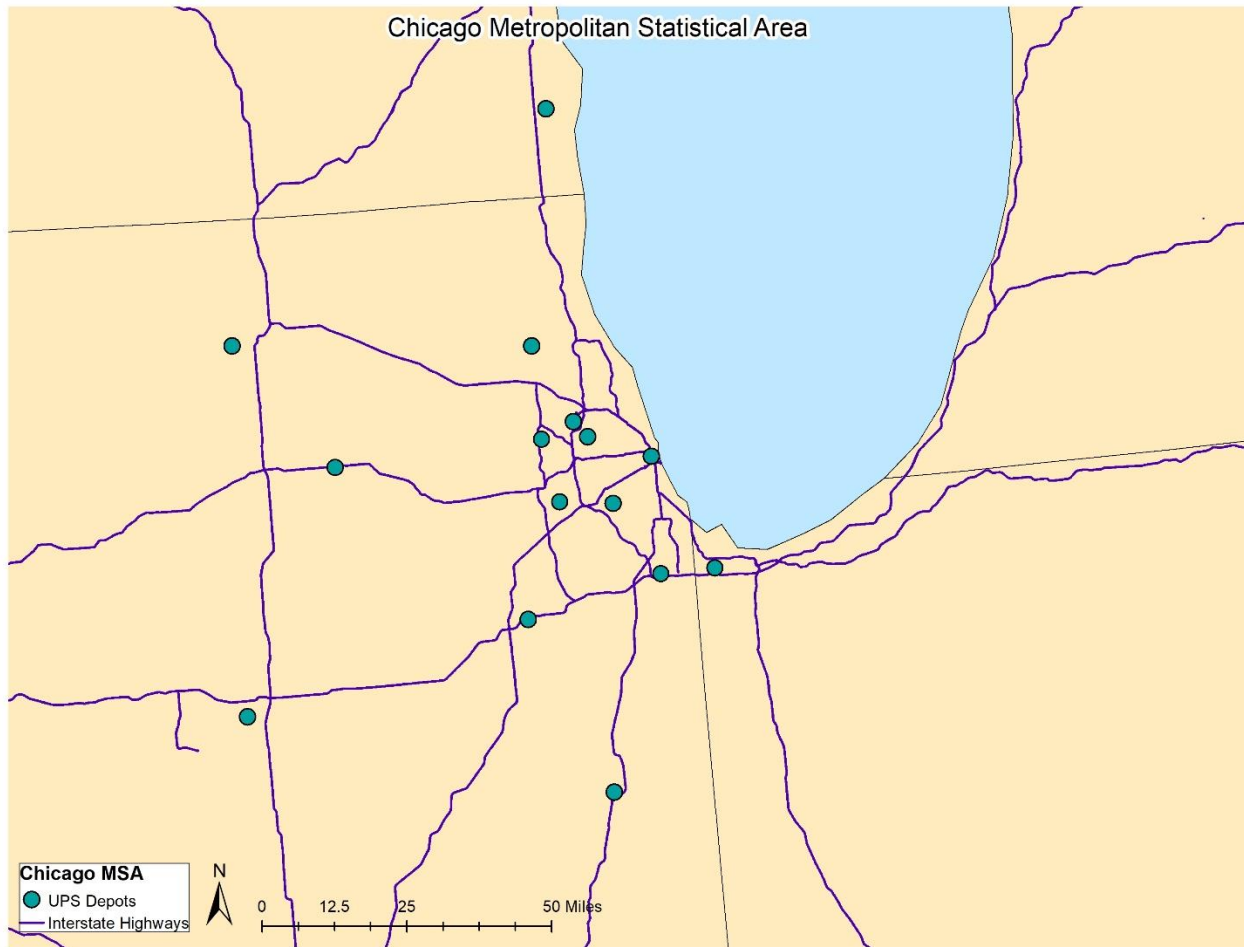 Chicago Metropolitan Statistical Area
Chicago MSA
UPS Depots
Interstate Highways
N
0 12.5 25 50 Miles